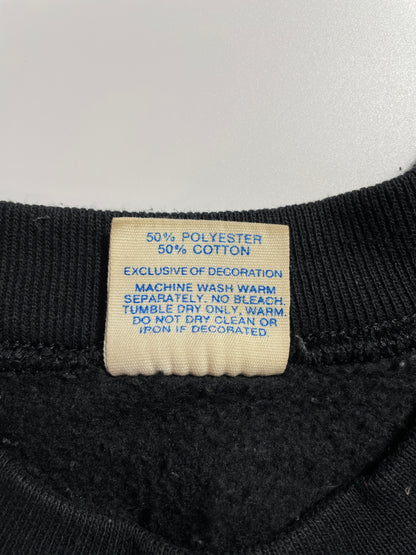 50% POLYESTER
50% COTTON
EXCLUSIVE OF DECORATION
MACHINE WASH WARM
SEPARATELY. NO BLEACH.
TUMBLE DRY ONLY, WARM.
DO NOT DRY CLEAN OR
IRON IF DECORATED.